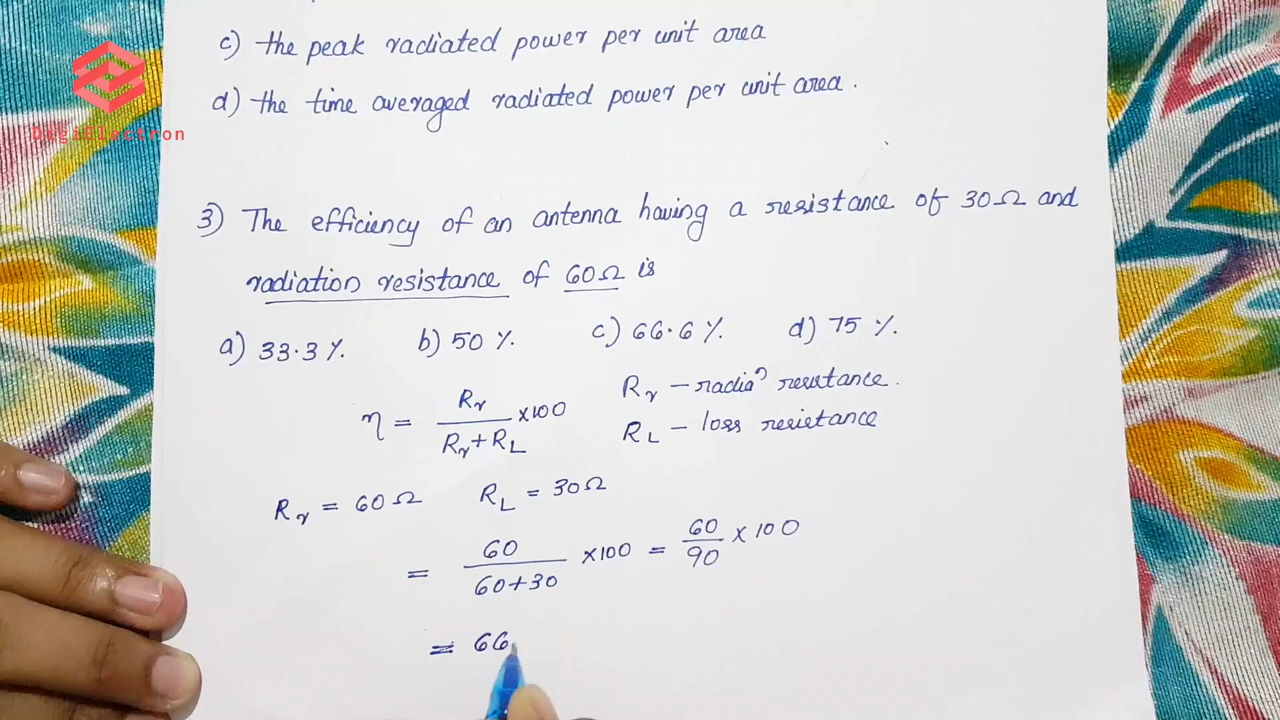 c) the peak radiated power per unit area
DigiElectron
d) the time averaged radiated power per unit area.
3) The efficiency of an antenna having a resistance of 30Ω and
radiation resistance of 60Ω is
a) 33.3 %. b) 50 %. c) 66.6 %. d) 75 %.
η = Rr / (Rr + RL) ×100 Rr – radiaⁿ resistance.
RL – loss resistance
Rr = 60 Ω RL = 30Ω
= 60 / (60+30) ×100 = 60/90 × 100
= 66